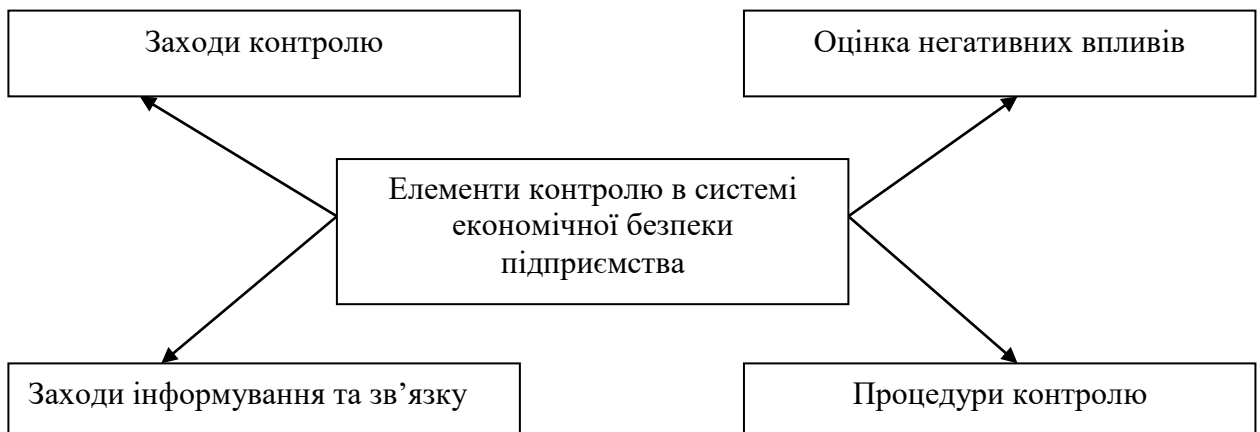 Заходи контролю
Оцінка негативних впливів
Елементи контролю в системі
економічної безпеки
підприємства
Заходи інформування та зв’язку
Процедури контролю